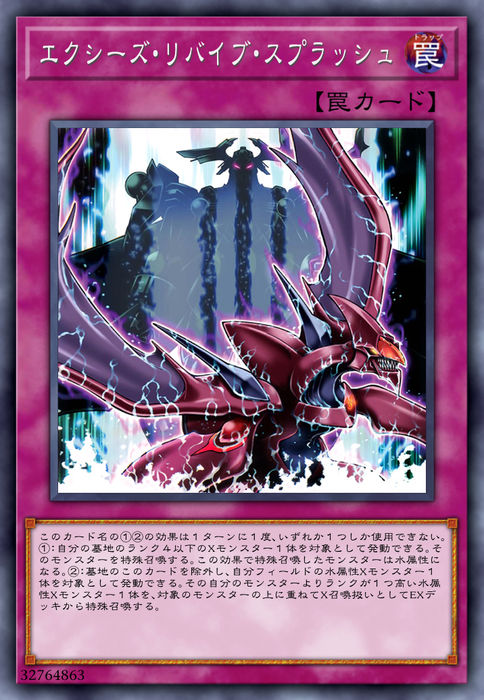 エクシーズ・リバイブ・スプラッシュ
トラップ
罠
【罠カード】
このカード名の①②の効果は１ターンに１度、いずれか１つしか使用できない。
①：自分の墓地のランク４以下のXモンスター１体を対象として発動できる。そ
のモンスターを特殊召喚する。この効果で特殊召喚したモンスターは水属性に
なる。②：墓地のこのカードを除外し、自分フィールドの水属性Xモンスター１
体を対象として発動できる。その自分のモンスターよりランクが１つ高い水属
性Xモンスター１体を、対象のモンスターの上に重ねてX召喚扱いとしてEXデ
ッキから特殊召喚する。
32764863